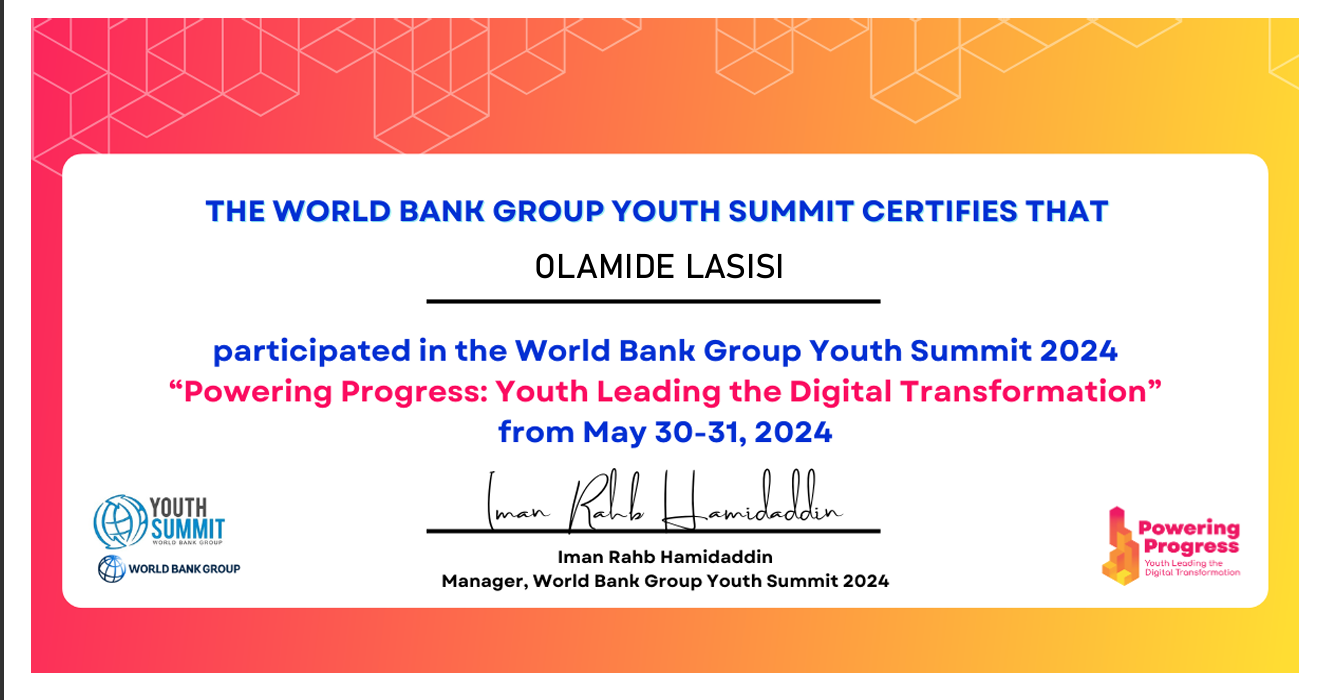 THE WORLD BANK GROUP YOUTH SUMMIT CERTIFIES THAT
OLAMIDE LASISI
participated in the World Bank Group Youth Summit 2024
“Powering Progress: Youth Leading the Digital Transformation”
from May 30-31, 2024
Iman Rahb Hamidaddin
Iman Rahb Hamidaddin
Manager, World Bank Group Youth Summit 2024
YOUTH
SUMMIT
WORLD BANK GROUP
WORLD BANK GROUP
Powering
Progress
Youth Leading the
Digital Transformation